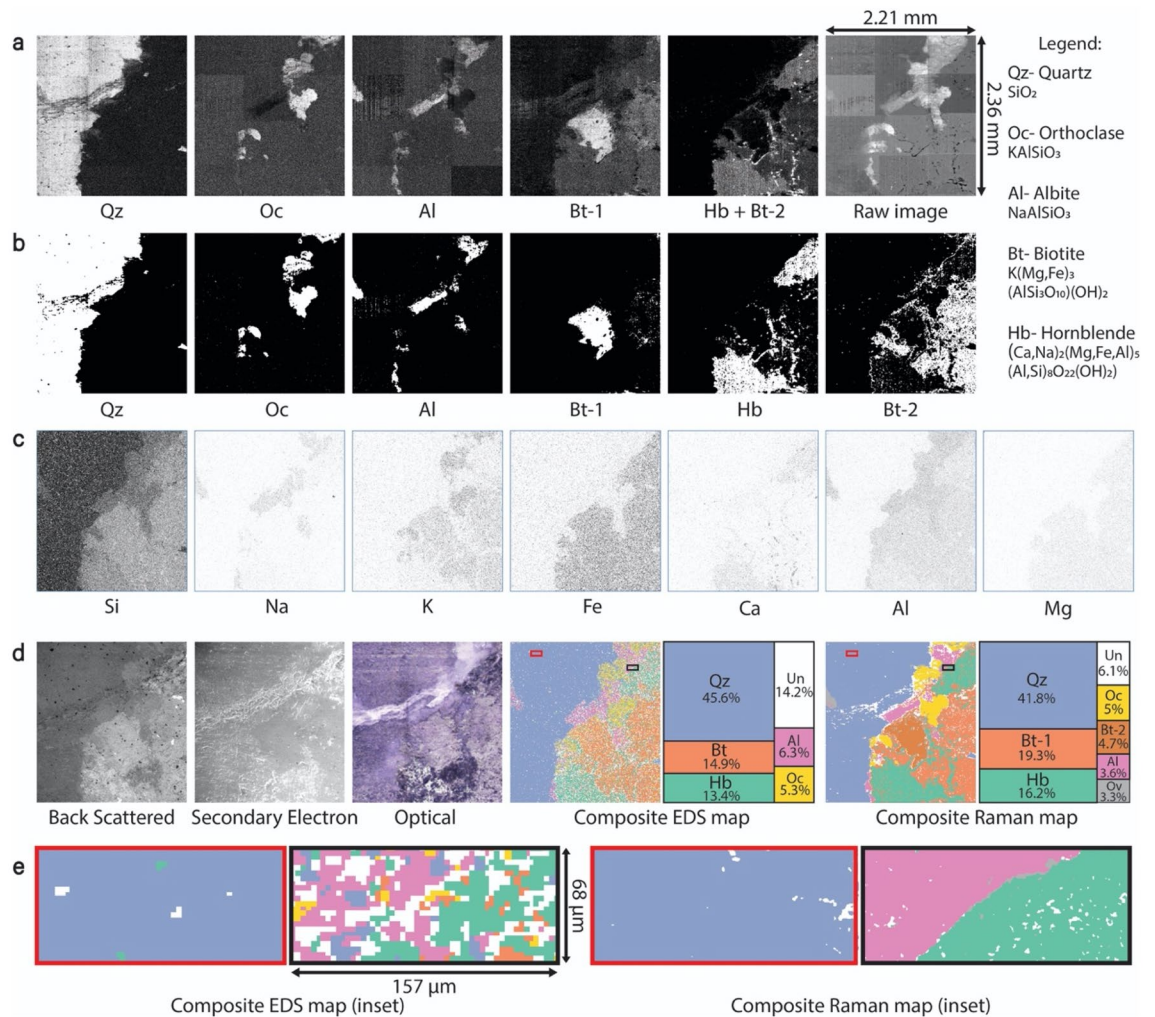 2.21 mm
a
2.36 mm
Qz
Oc
Al
Bt-1
Hb + Bt-2
Raw image
Legend:
Qz- Quartz
SiO₂
Oc- Orthoclase
KAlSiO₃
Al- Albite
NaAlSiO₃
Bt- Biotite
K(Mg,Fe)₃
(AlSi₃O₁₀)(OH)₂
Hb- Hornblende
(Ca,Na)₂(Mg,Fe,Al)₅
(Al,Si)₈O₂₂(OH)₂)
b
Qz
Oc
Al
Bt-1
Hb
Bt-2
c
Si
Na
K
Fe
Ca
Al
Mg
d
Qz
45.6%
Un
14.2%
Bt
14.9%
Al
6.3%
Hb
13.4%
Oc
5.3%
Qz
41.8%
Un
6.1%
Oc
5%
Bt-1
19.3%
Bt-2
4.7%
Hb
16.2%
Al
3.6%
Ov
3.3%
Back Scattered
Secondary Electron
Optical
Composite EDS map
Composite Raman map
e
68 μm
157 μm
Composite EDS map (inset)
Composite Raman map (inset)